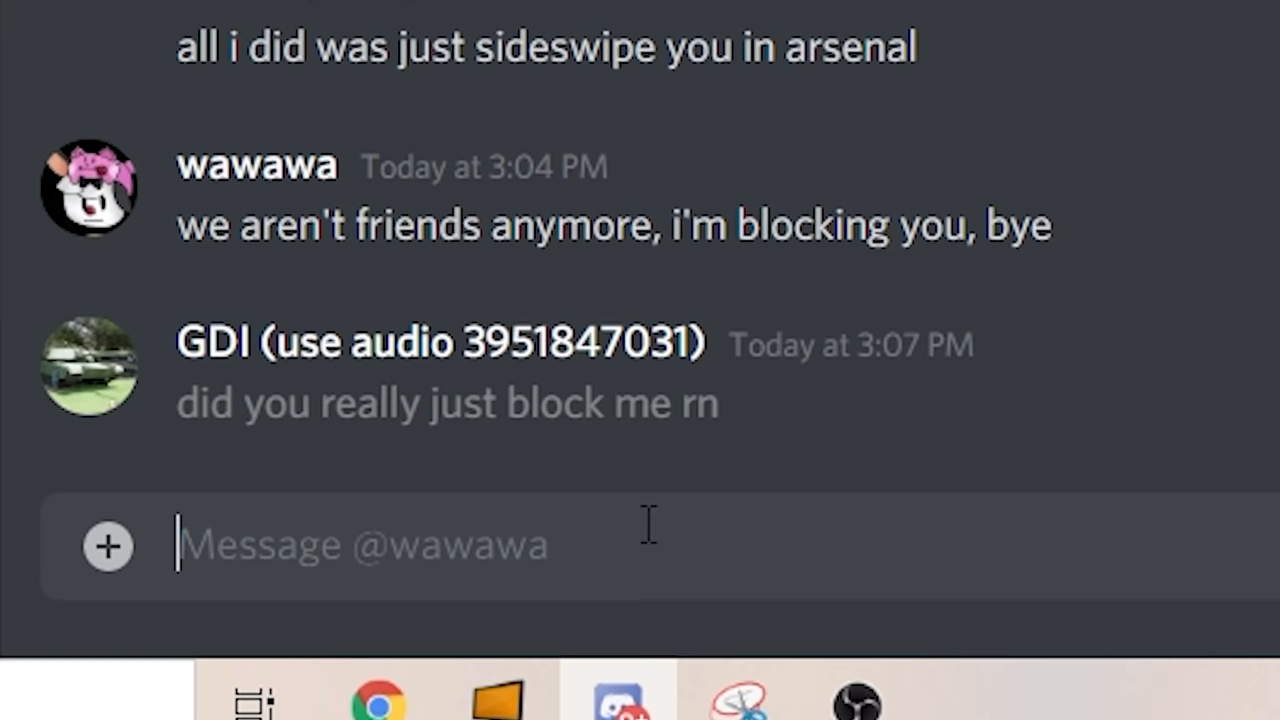 all i did was just sideswipe you in arsenal
wawawa Today at 3:04 PM
we aren't friends anymore, i'm blocking you, bye
GDI (use audio 3951847031) Today at 3:07 PM
did you really just block me rn
Message @wawawa